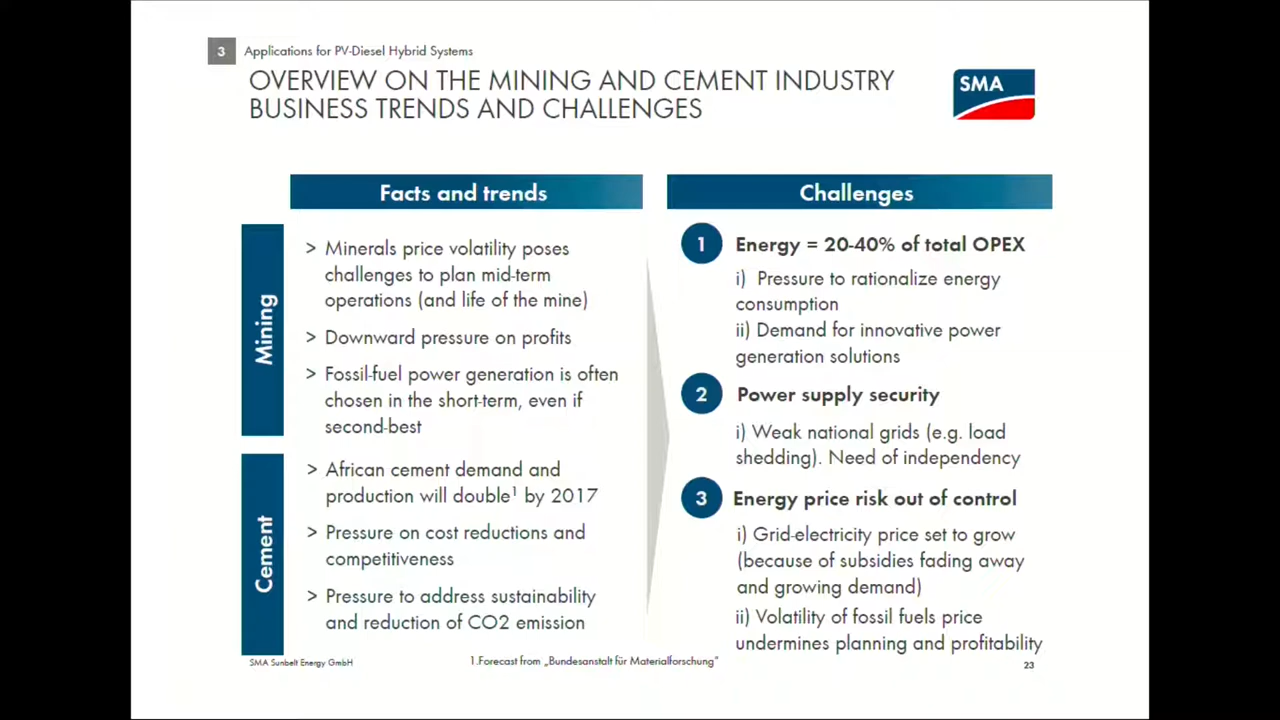 3 Applications for PV-Diesel Hybrid Systems
OVERVIEW ON THE MINING AND CEMENT INDUSTRY
BUSINESS TRENDS AND CHALLENGES
SMA
Facts and trends
Mining
> Minerals price volatility poses
challenges to plan mid-term
operations (and life of the mine)
> Downward pressure on profits
> Fossil-fuel power generation is often
chosen in the short-term, even if
second-best
Cement
> African cement demand and
production will double¹ by 2017
> Pressure on cost reductions and
competitiveness
> Pressure to address sustainability
and reduction of CO2 emission
Challenges
1 Energy = 20-40% of total OPEX
i) Pressure to rationalize energy
consumption
ii) Demand for innovative power
generation solutions
2 Power supply security
i) Weak national grids (e.g. load
shedding). Need of independency
3 Energy price risk out of control
i) Grid-electricity price set to grow
(because of subsidies fading away
and growing demand)
ii) Volatility of fossil fuels price
undermines planning and profitability
SMA Sunbelt Energy GmbH
1.Forecast from „Bundesanstalt für Materialforschung"
23